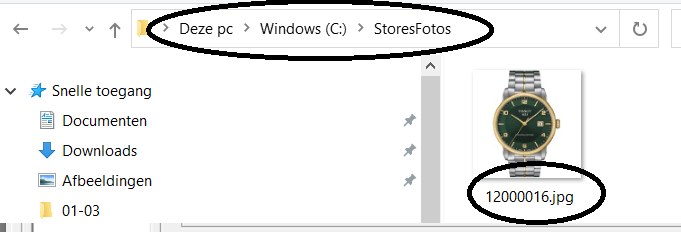 Deze pc > Windows (C:) > StoresFotos
Snelle toegang
Documenten
Downloads
Afbeeldingen
01-03
12000016.jpg